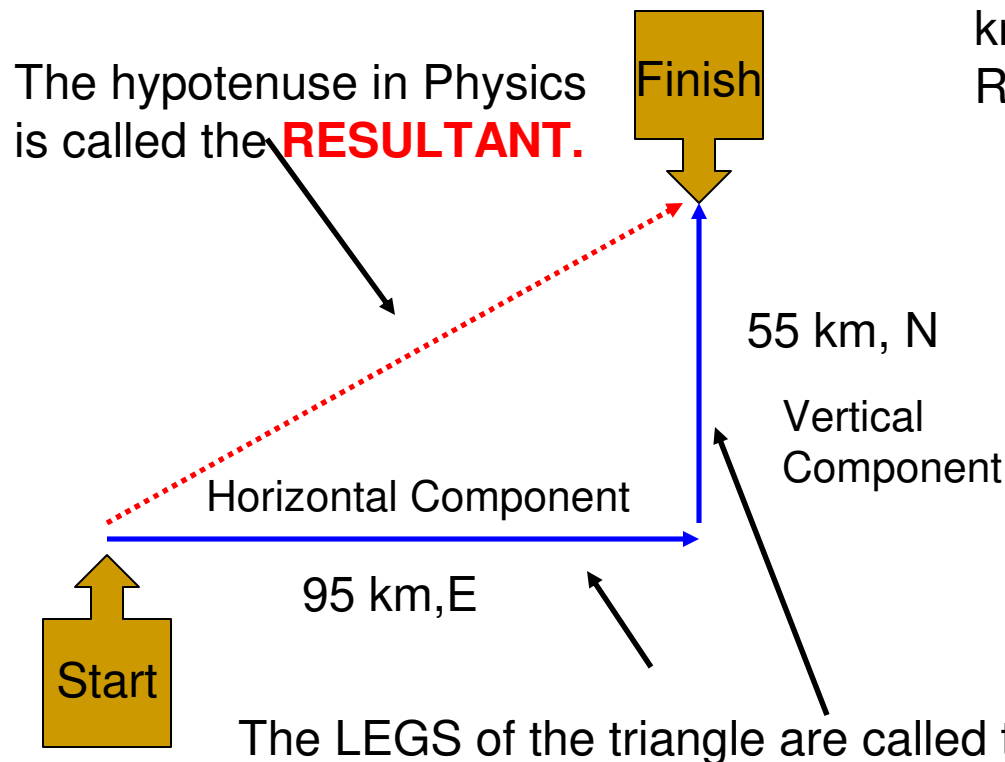 The hypotenuse in Physics
is called the RESULTANT.
Finish
55 km, N
Vertical
Component
Horizontal Component
95 km,E
Start
The LEGS of the triangle are called